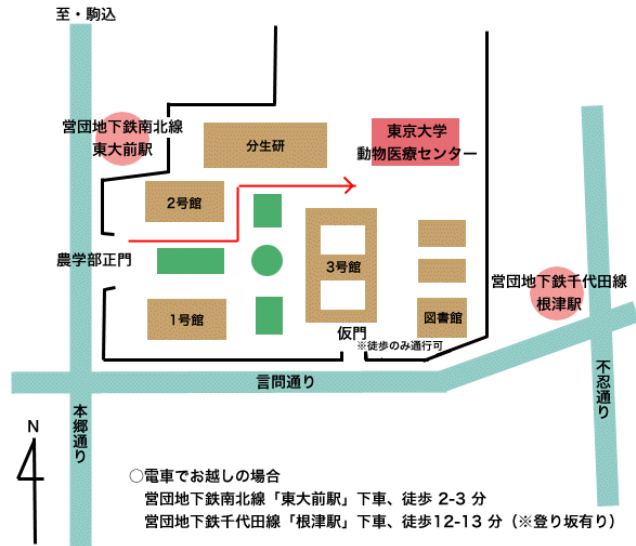 至・駒込
営団地下鉄南北線
東大前駅
分生研
東京大学
動物医療センター
2号館
農学部正門
3号館
営団地下鉄千代田線
根津駅
1号館
図書館
仮門
※徒歩のみ通行可
言問通り
不忍通り
本郷通り
N
○電車でお越しの場合
営団地下鉄南北線「東大前駅」下車、徒歩 2-3 分
営団地下鉄千代田線「根津駅」下車、徒歩12-13 分（※登り坂有り）